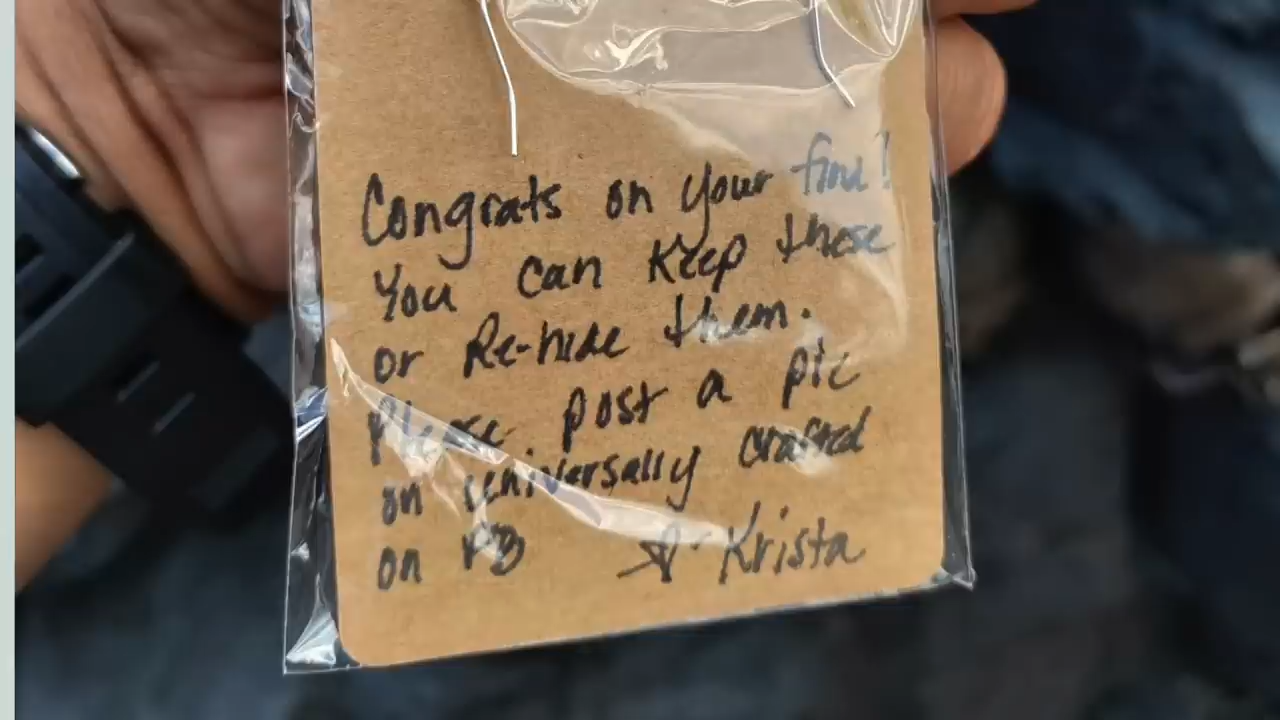 Congrats on your find!
You can Keep these
or Re-hide them.
Please post a pic
on universally crafted
on FB ☆ Krista